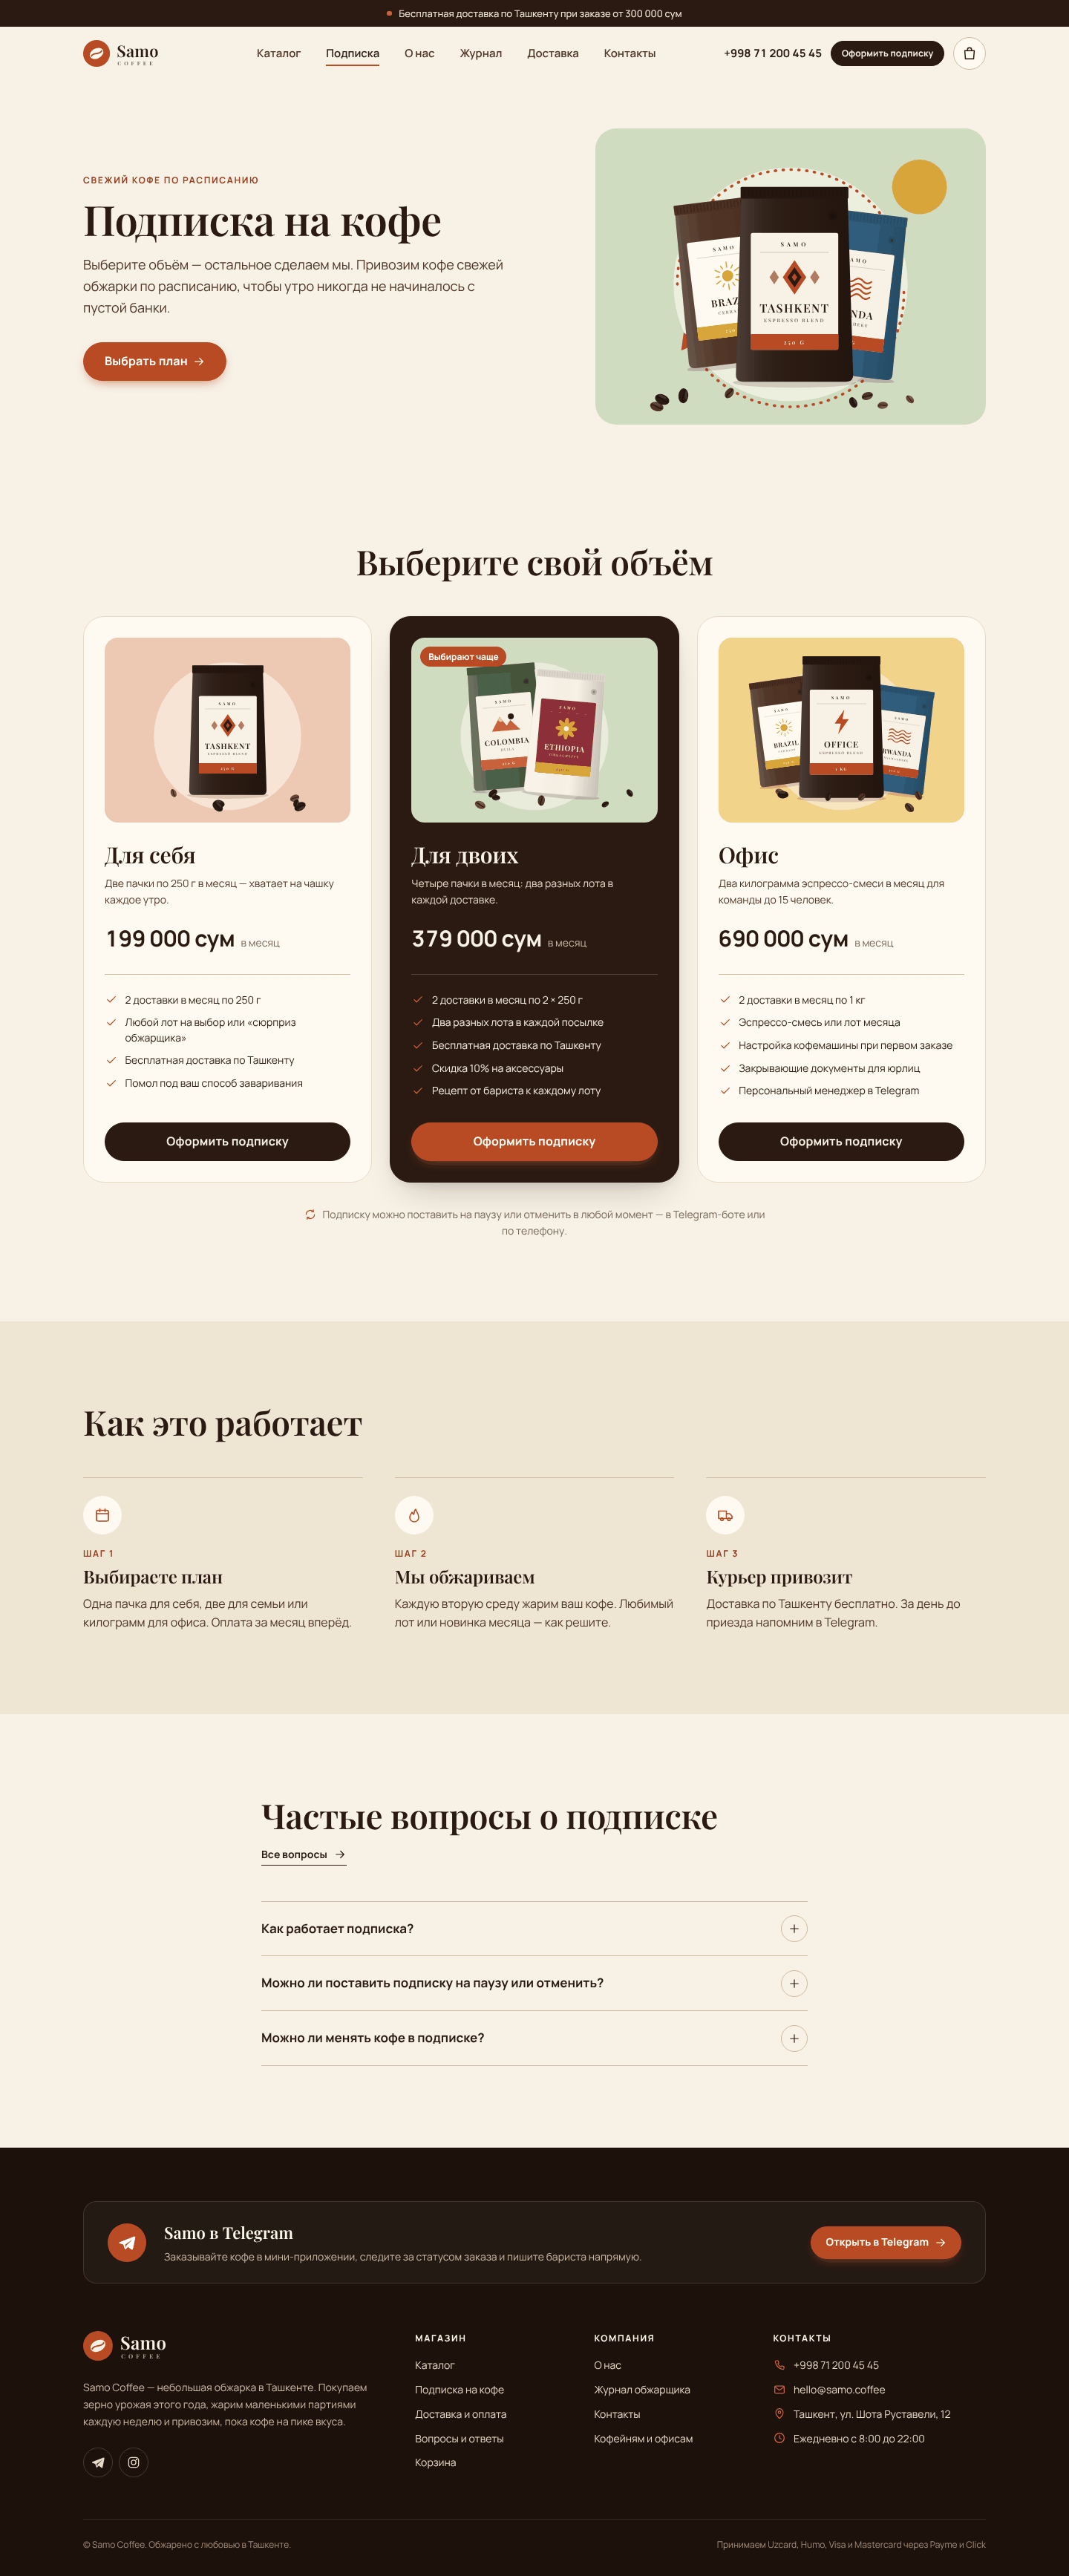 Бесплатная доставка по Ташкенту при заказе от 300 000 сум
Samo
COFFEE
Каталог
Подписка
О нас
Журнал
Доставка
Контакты
+998 71 200 45 45
Оформить подписку
СВЕЖИЙ КОФЕ ПО РАСПИСАНИЮ
Подписка на кофе
Выберите объём — остальное сделаем мы. Привозим кофе свежей
обжарки по расписанию, чтобы утро никогда не начиналось с
пустой банки.
Выбрать план
SAMO
TASHKENT
ESPRESSO BLEND
250 G
Выберите свой объём
SAMO
TASHKENT
ESPRESSO BLEND
250 G
Для себя
Две пачки по 250 г в месяц — хватает на чашку
каждое утро.
199 000 сум в месяц
2 доставки в месяц по 250 г
Любой лот на выбор или «сюрприз
обжарщика»
Бесплатная доставка по Ташкенту
Помол под ваш способ заваривания
Оформить подписку
Выбирают чаще
SAMO
COLOMBIA
SAMO
ETHIOPIA
Для двоих
Четыре пачки в месяц: два разных лота в
каждой доставке.
379 000 сум в месяц
2 доставки в месяц по 2 × 250 г
Два разных лота в каждой посылке
Бесплатная доставка по Ташкенту
Скидка 10% на аксессуары
Рецепт от бариста к каждому лоту
Оформить подписку
SAMO
BRAZIL
SAMO
OFFICE
ESPRESSO BLEND
1 KG
Офис
Два килограмма эспрессо-смеси в месяц для
команды до 15 человек.
690 000 сум в месяц
2 доставки в месяц по 1 кг
Эспрессо-смесь или лот месяца
Настройка кофемашины при первом заказе
Закрывающие документы для юрлиц
Персональный менеджер в Telegram
Оформить подписку
Подписку можно поставить на паузу или отменить в любой момент — в Telegram-боте или
по телефону.
Как это работает
ШАГ 1
Выбираете план
Одна пачка для себя, две для семьи или
килограмм для офиса. Оплата за месяц вперёд.
ШАГ 2
Мы обжариваем
Каждую вторую среду жарим ваш кофе. Любимый
лот или новинка месяца — как решите.
ШАГ 3
Курьер привозит
Доставка по Ташкенту бесплатно. За день до
приезда напомним в Telegram.
Частые вопросы о подписке
Все вопросы
Как работает подписка?
Можно ли поставить подписку на паузу или отменить?
Можно ли менять кофе в подписке?
Samo в Telegram
Заказывайте кофе в мини-приложении, следите за статусом заказа и пишите бариста напрямую.
Открыть в Telegram
Samo
COFFEE
Samo Coffee — небольшая обжарка в Ташкенте. Покупаем
зерно урожая этого года, жарим маленькими партиями
каждую неделю и привозим, пока кофе на пике вкуса.
МАГАЗИН
Каталог
Подписка на кофе
Доставка и оплата
Вопросы и ответы
Корзина
КОМПАНИЯ
О нас
Журнал обжарщика
Контакты
Кофейням и офисам
КОНТАКТЫ
+998 71 200 45 45
hello@samo.coffee
Ташкент, ул. Шота Руставели, 12
Ежедневно с 8:00 до 22:00
© Samo Coffee. Обжарено с любовью в Ташкенте.
Принимаем Uzcard, Humo, Visa и Mastercard через Payme и Click